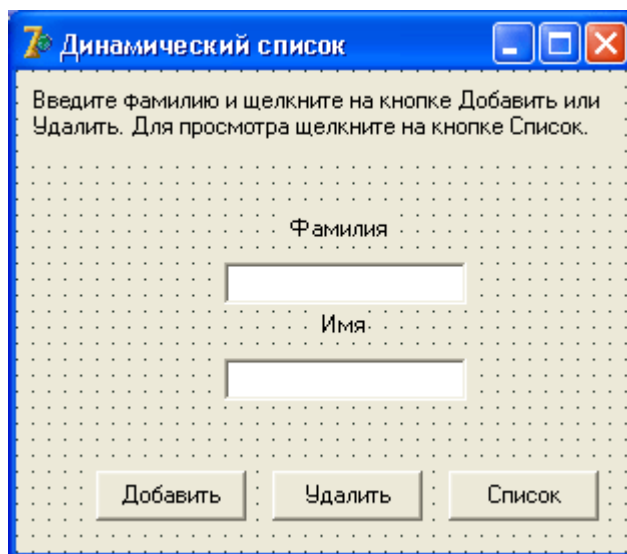 Динамический список
Введите фамилию и щелкните на кнопке Добавить или
Удалить. Для просмотра щелкните на кнопке Список.
Фамилия
Имя
Добавить Удалить Список